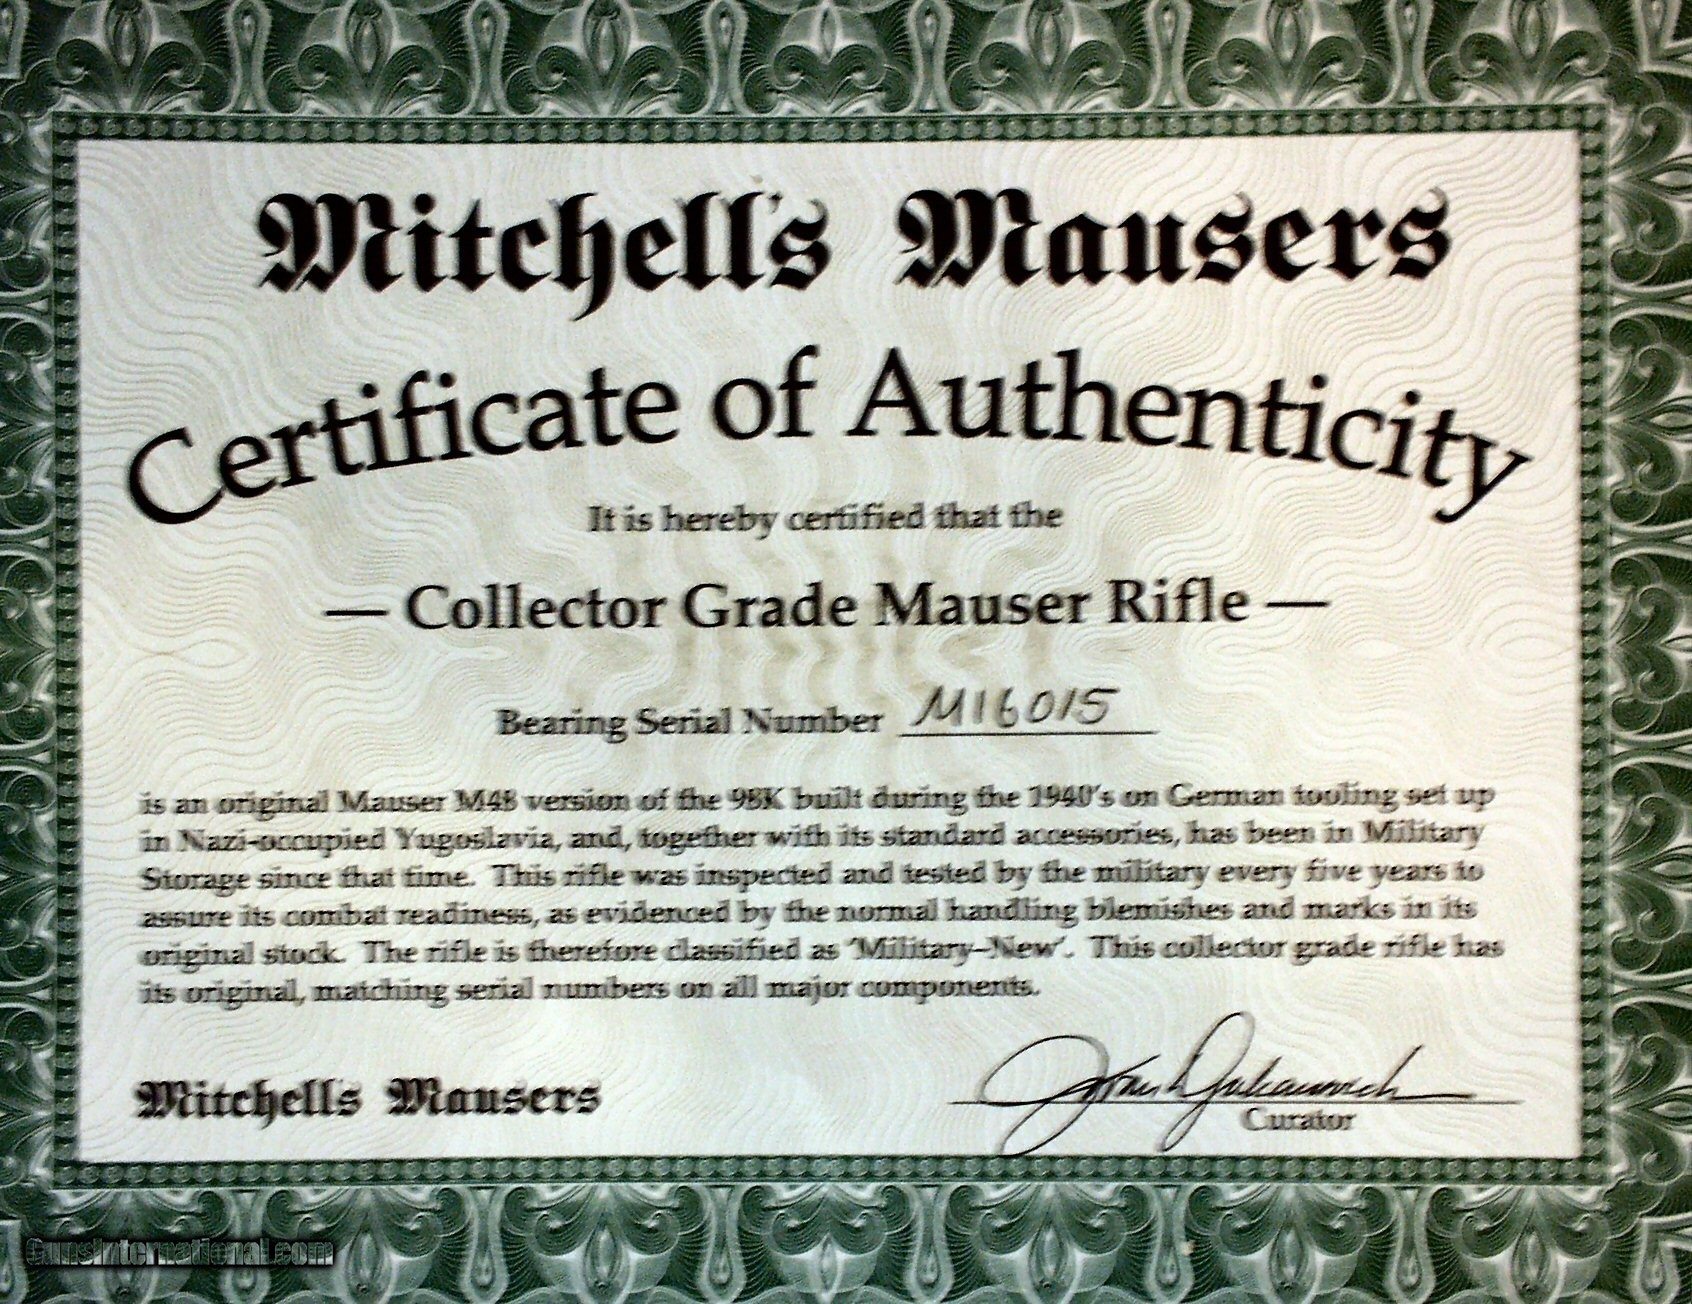 Mitchell's Mausers
Certificate of Authenticity
It is hereby certified that the
— Collector Grade Mauser Rifle —
Bearing Serial Number M16015
is an original Mauser M48 version of the 98K built during the 1940's on German tooling set up
in Nazi-occupied Yugoslavia, and, together with its standard accessories, has been in Military
Storage since that time. This rifle was inspected and tested by the military every five years to
assure its combat readiness, as evidenced by the normal handling blemishes and marks in its
original stock. The rifle is therefore classified as 'Military–New'. This collector grade rifle has
its original, matching serial numbers on all major components.
Mitchell's Mausers
Curator
GunsInternational.com